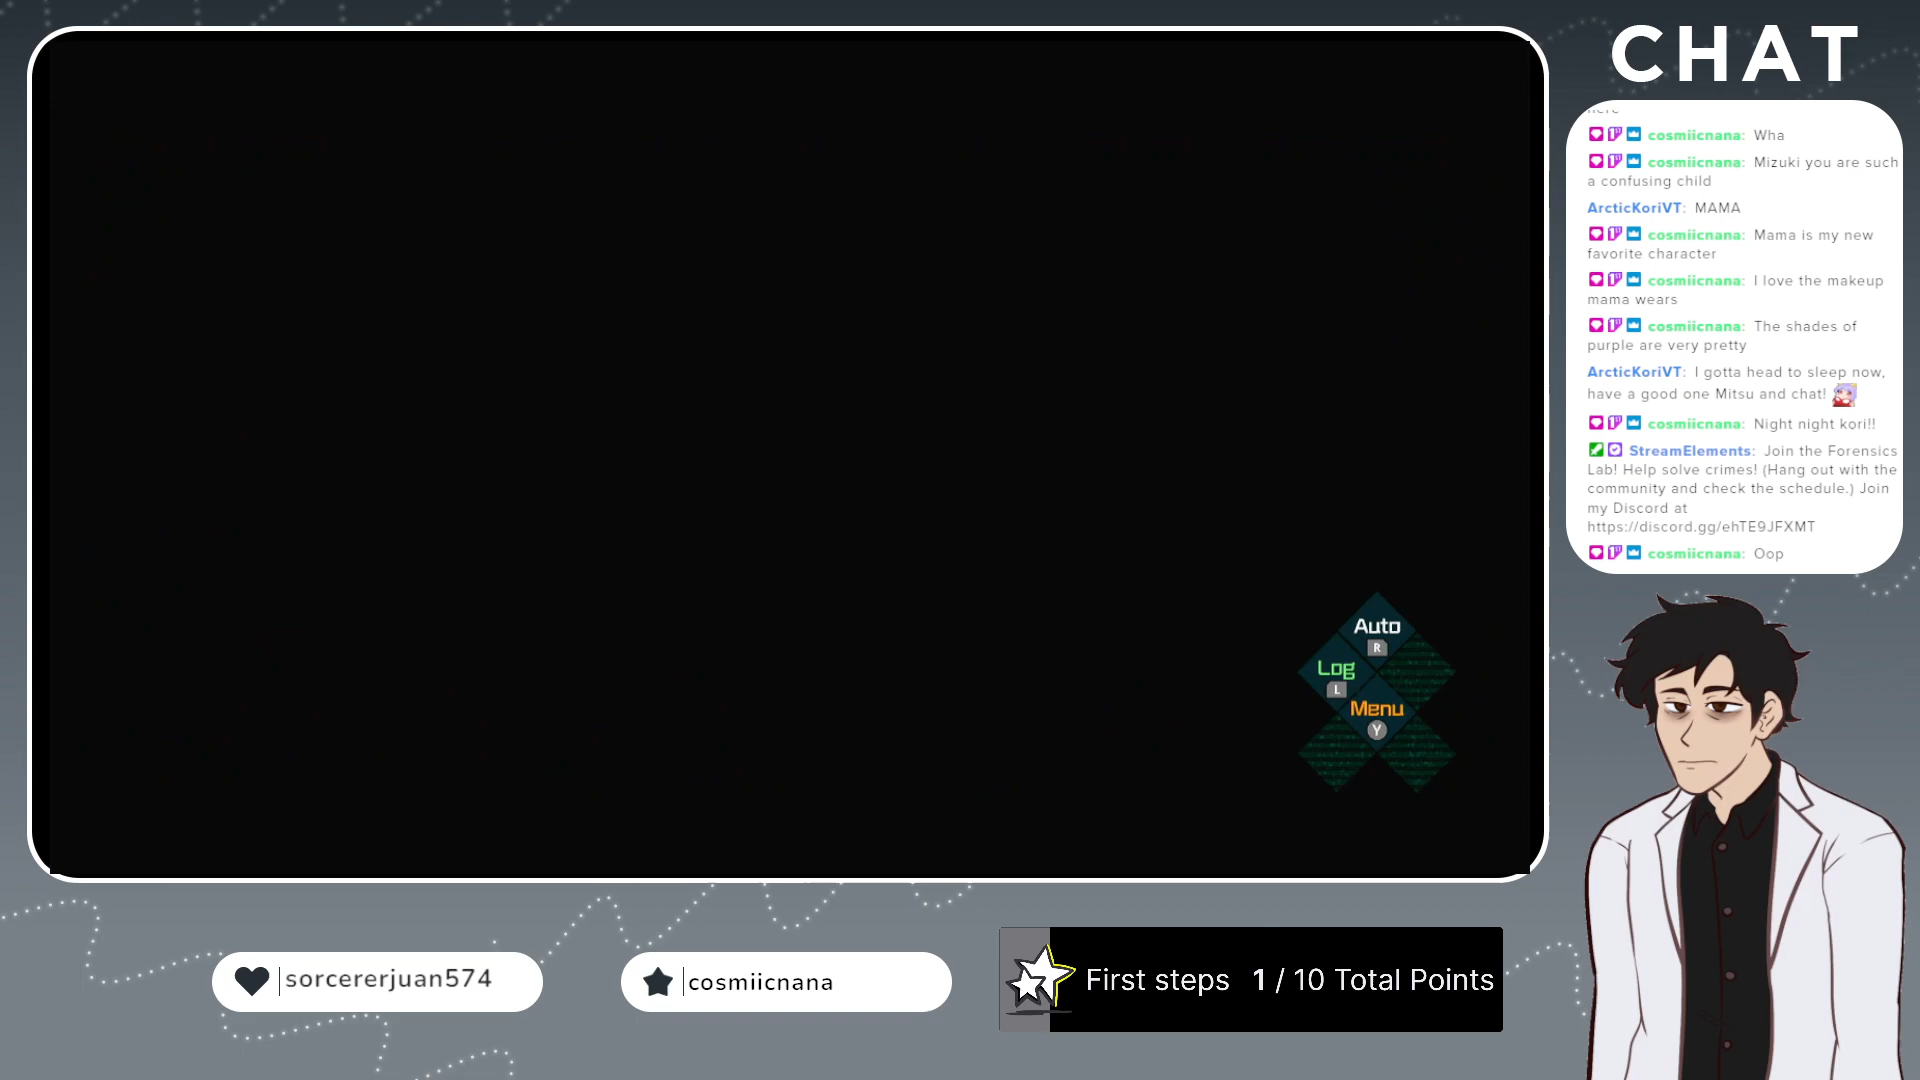 CHAT
cosmiicnana: Wha
cosmiicnana: Mizuki you are such
a confusing child
ArcticKoriVT: MAMA
cosmiicnana: Mama is my new
favorite character
cosmiicnana: I love the makeup
mama wears
cosmiicnana: The shades of
purple are very pretty
ArcticKoriVT: I gotta head to sleep now,
have a good one Mitsu and chat!
cosmiicnana: Night night kori!!
StreamElements: Join the Forensics
Lab! Help solve crimes! (Hang out with the
community and check the schedule.) Join
my Discord at
https://discord.gg/ehTE9JFXMT
cosmiicnana: Oop
Auto
R
Log
L
Menu
Y
sorcererjuan574
cosmiicnana
First steps 1 / 10 Total Points